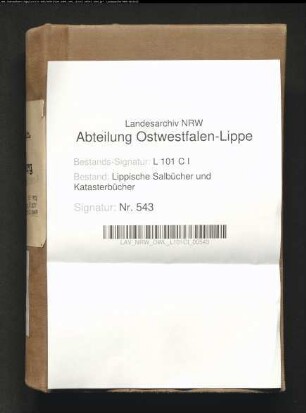 Landesarchiv NRW
Abteilung Ostwestfalen-Lippe
Bestands-Signatur: L 101 C I
Bestand: Lippische Salbücher und
Katasterbücher
Signatur: Nr. 543